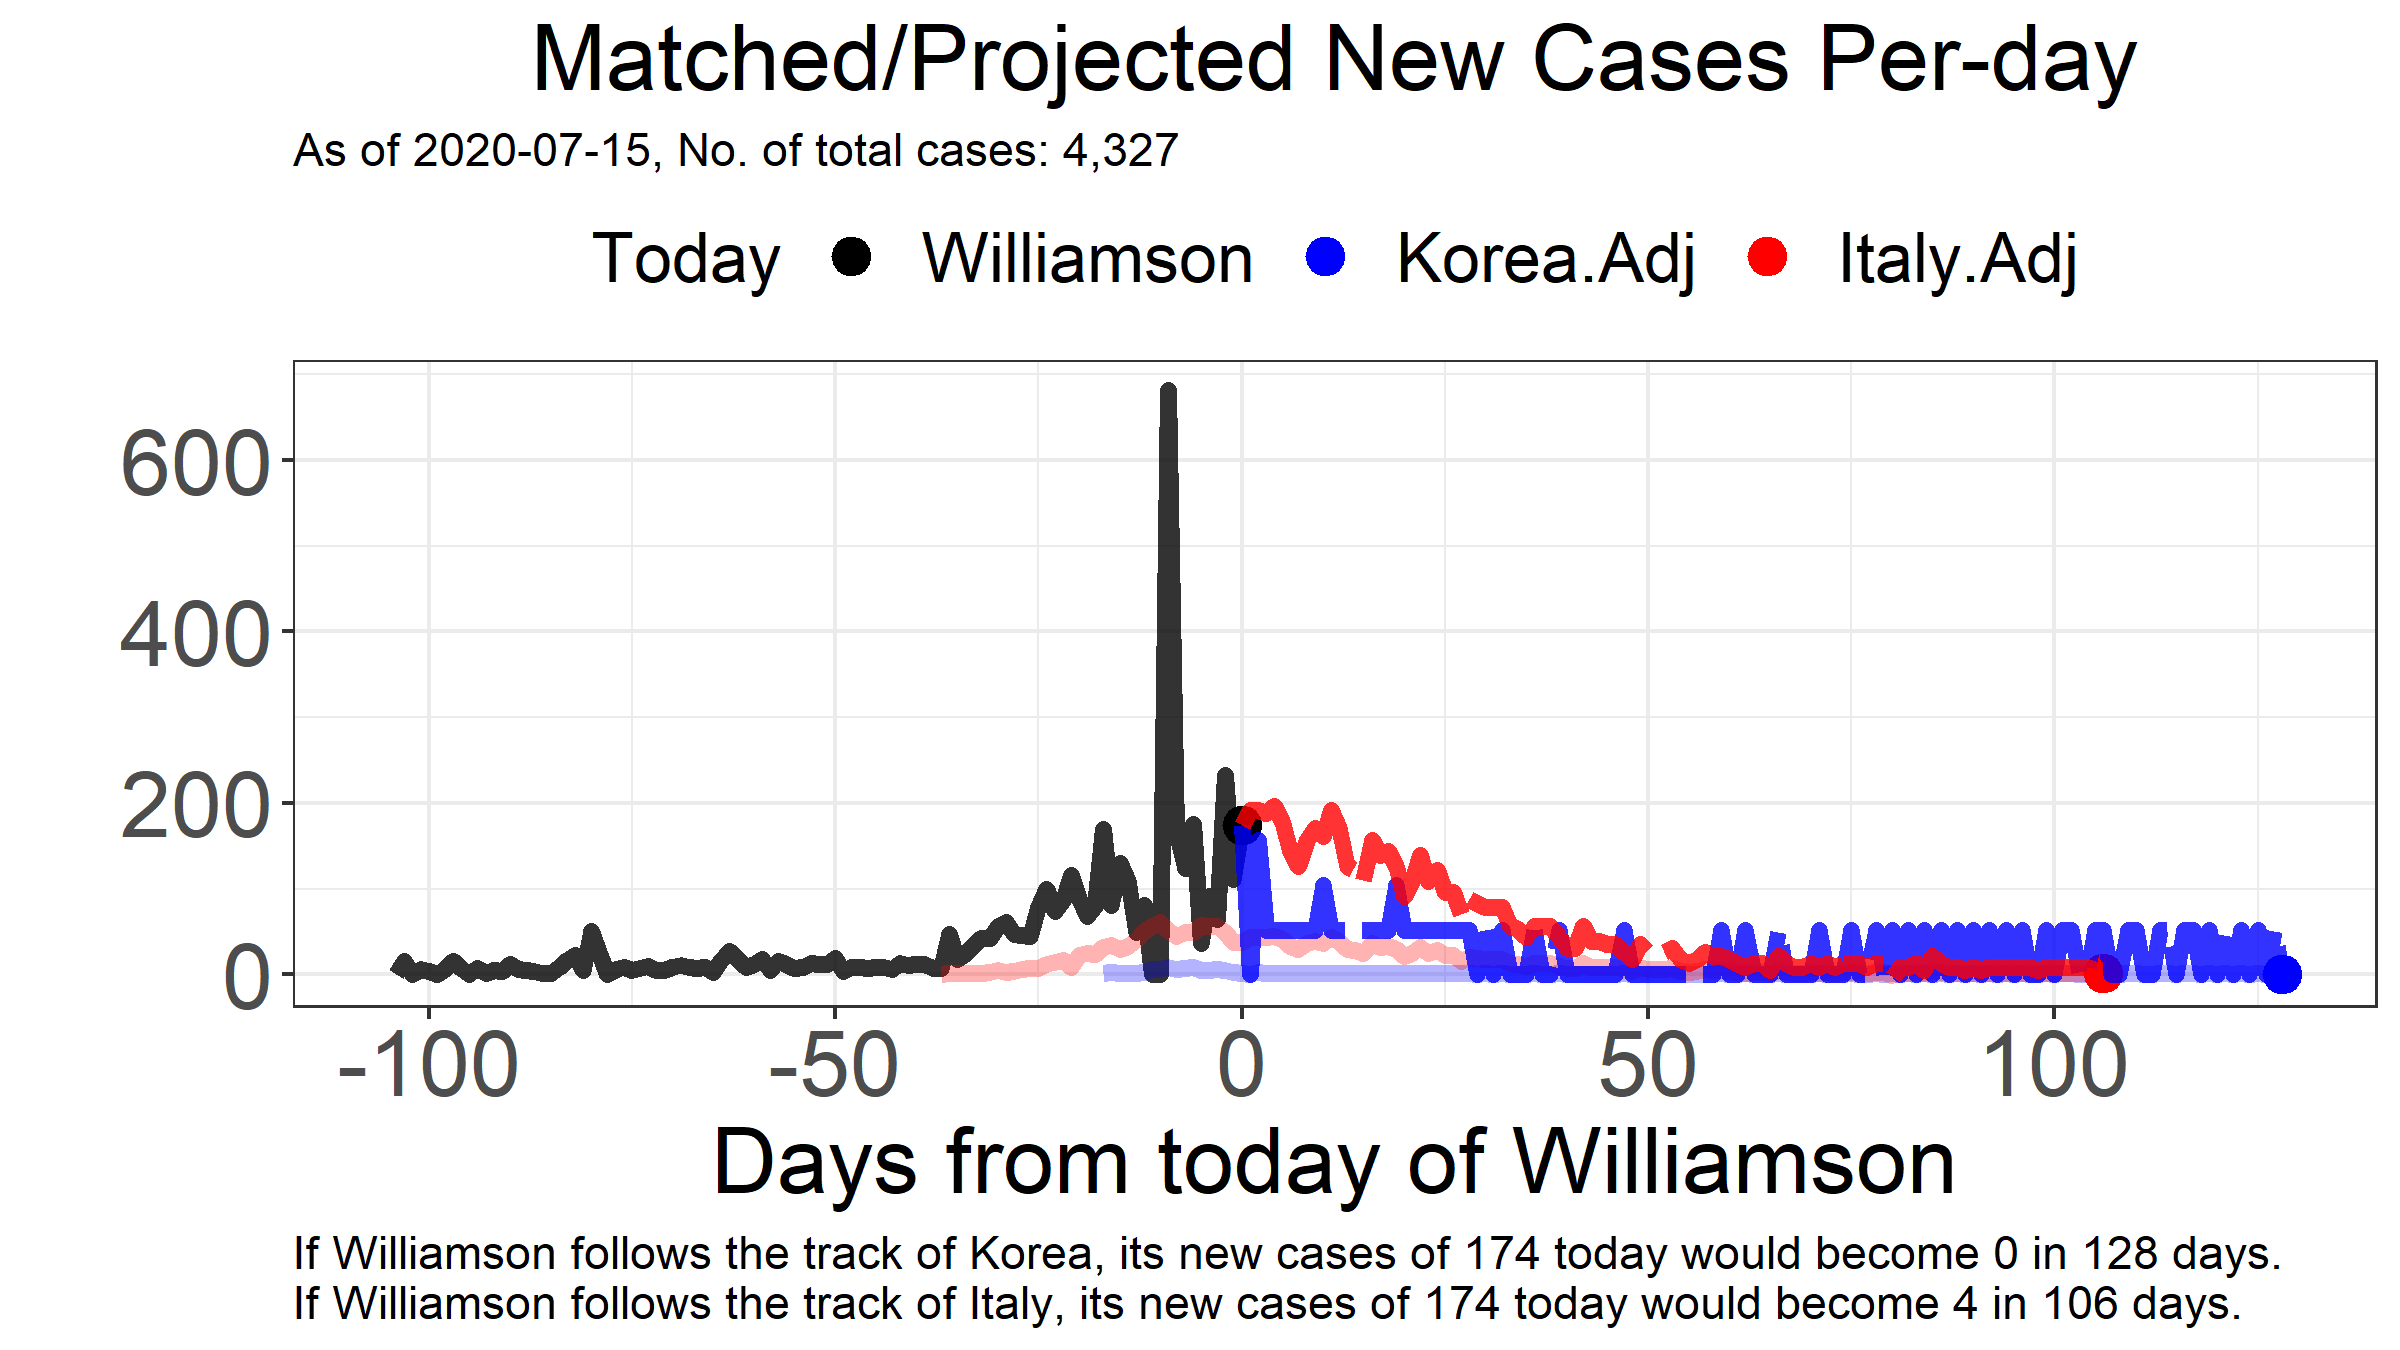 Matched/Projected New Cases Per-day
As of 2020-07-15, No. of total cases: 4,327
Today Williamson Korea.Adj Italy.Adj
600
400
200
0
-100 -50 0 50 100
Days from today of Williamson
If Williamson follows the track of Korea, its new cases of 174 today would become 0 in 128 days.
If Williamson follows the track of Italy, its new cases of 174 today would become 4 in 106 days.